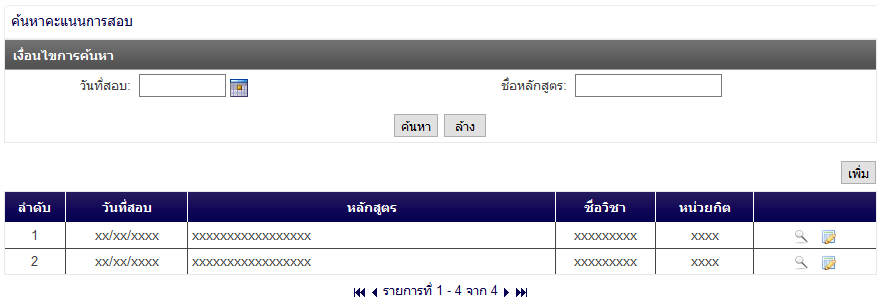 ค้นหาคะแนนการสอบ
เงื่อนไขการค้นหา
วันที่สอบ: ชื่อหลักสูตร:
ค้นหา ล้าง
เพิ่ม
ลำดับ วันที่สอบ หลักสูตร ชื่อวิชา หน่วยกิต
1 xx/xx/xxxx xxxxxxxxxxxxxxxxx xxxxxxxxx xxxx
2 xx/xx/xxxx xxxxxxxxxxxxxxxxx xxxxxxxxx xxxx
รายการที่ 1 - 4 จาก 4